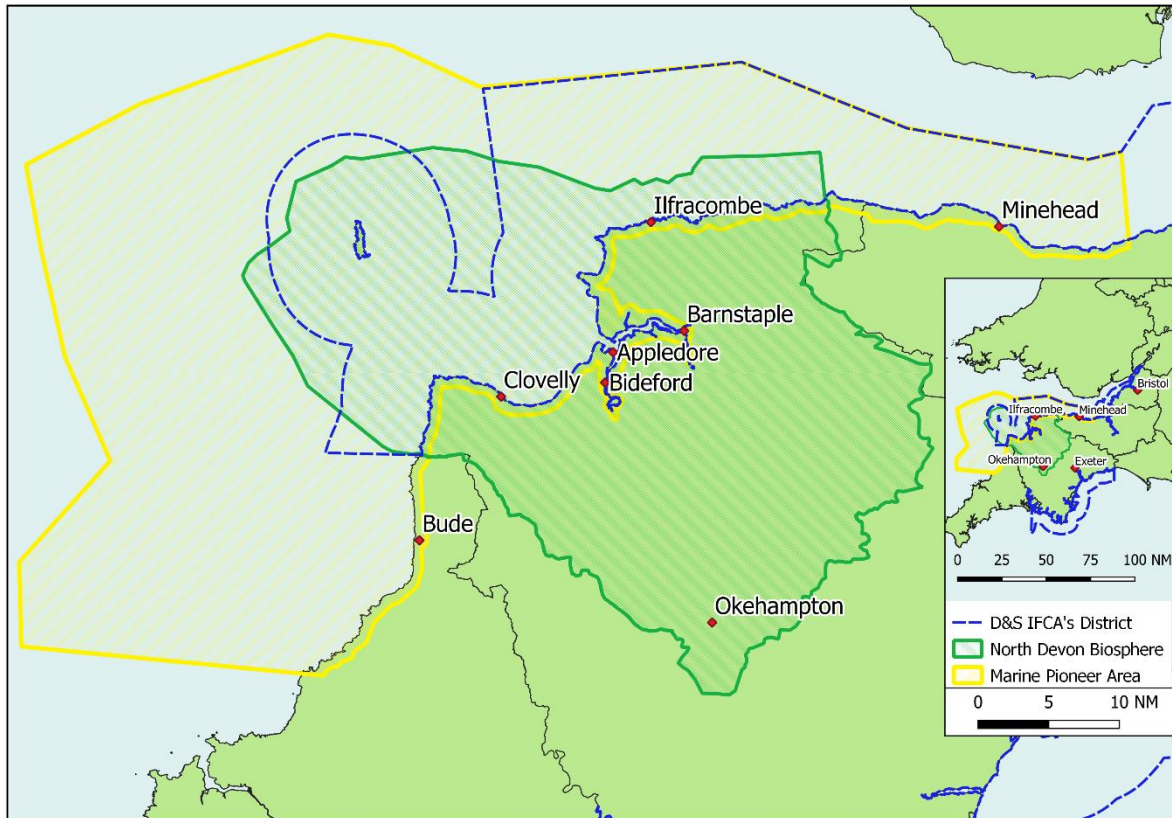 Ilfracombe
Minehead
Barnstaple
Appledore
Clovelly
Bideford
Bude
Okehampton
Bristol
Ilfracombe
Minehead
Okehampton
Exeter
0 25 50 75 100 NM
D&S IFCA's District
North Devon Biosphere
Marine Pioneer Area
0 5 10 NM